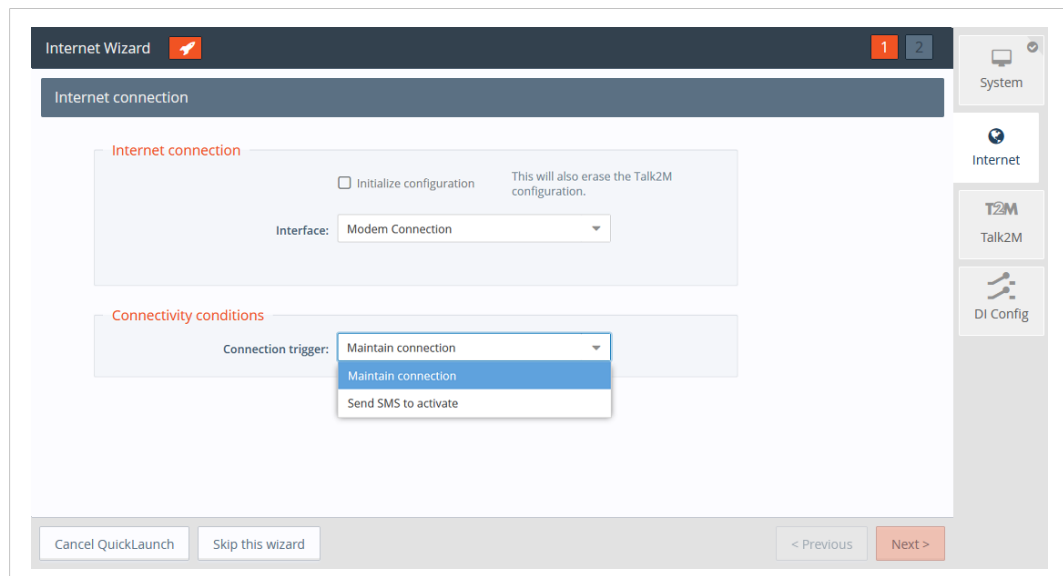 Internet Wizard
1 2
System
Internet connection
Internet
Internet connection
Initialize configuration
This will also erase the Talk2M
configuration.
Interface: Modem Connection
T2M
Talk2M
Connectivity conditions
DI Config
Connection trigger: Maintain connection
Maintain connection
Send SMS to activate
Cancel QuickLaunch
Skip this wizard
< Previous
Next >